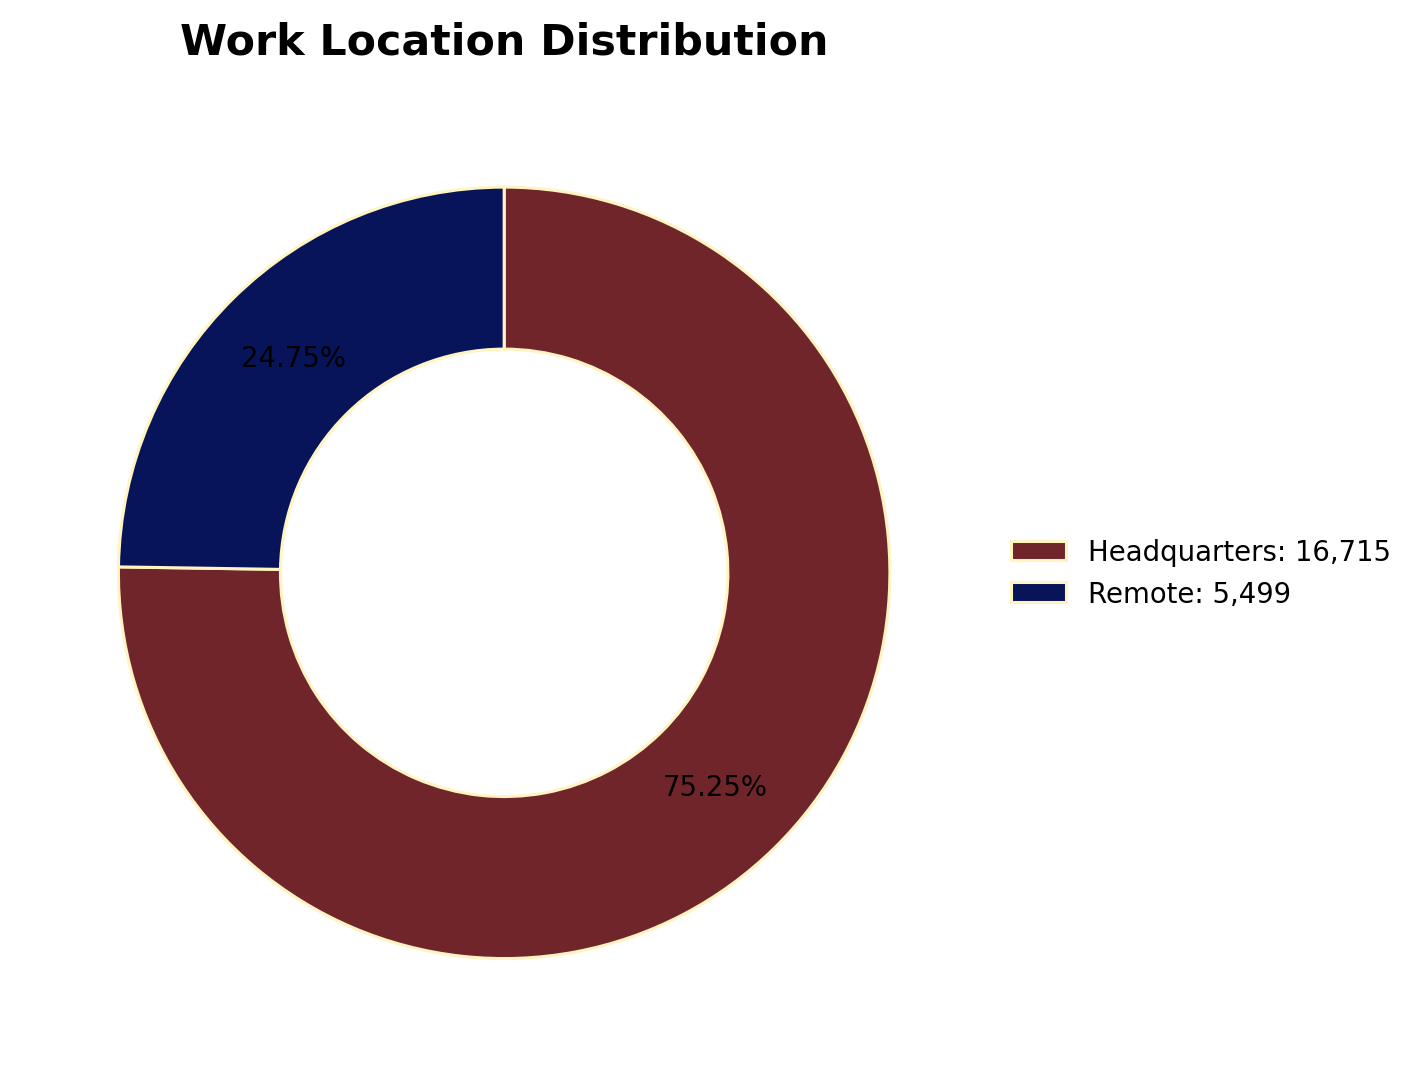 Work Location Distribution
24.75%
75.25%
Headquarters: 16,715
Remote: 5,499